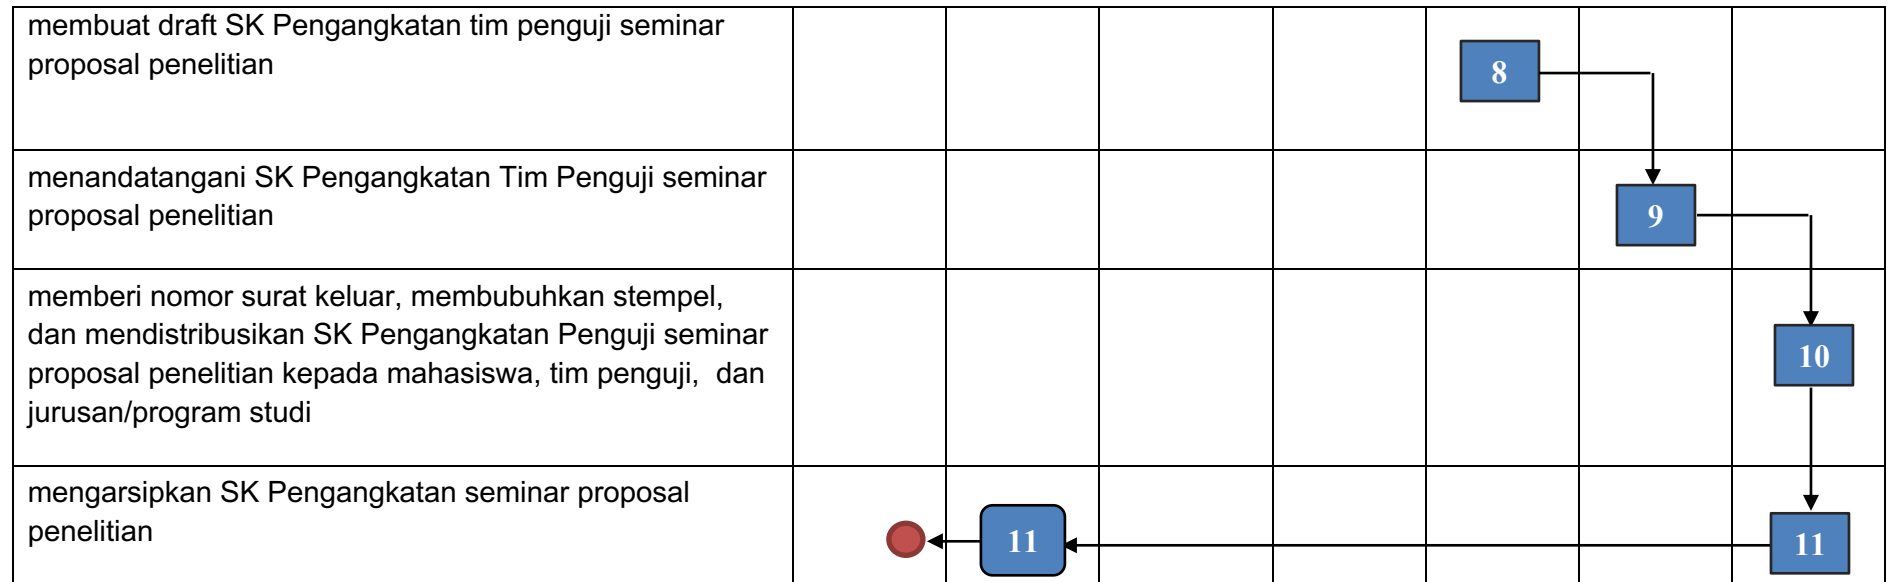 membuat draft SK Pengangkatan tim penguji seminar
proposal penelitian
8
menandatangani SK Pengangkatan Tim Penguji seminar
proposal penelitian
9
memberi nomor surat keluar, membubuhkan stempel,
dan mendistribusikan SK Pengangkatan Penguji seminar
proposal penelitian kepada mahasiswa, tim penguji, dan
jurusan/program studi
10
mengarsipkan SK Pengangkatan seminar proposal
penelitian
11
11